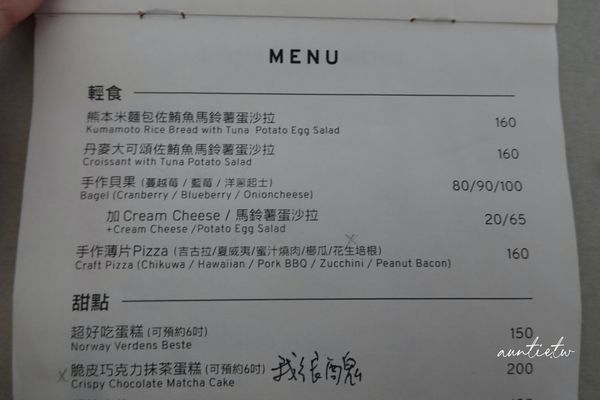 MENU
輕食
熊本米麵包佐鮪魚馬鈴薯蛋沙拉 160
Kumamoto Rice Bread with Tuna Potato Egg Salad
丹麥大可頌佐鮪魚馬鈴薯蛋沙拉 160
Croissant with Tuna Potato Salad
手作貝果 (蔓越莓 / 藍莓 / 洋蔥起士) 80/90/100
Bagel (Cranberry / Blueberry / Onioncheese)
加 Cream Cheese / 馬鈴薯蛋沙拉 20/65
+Cream Cheese /Potato Egg Salad
手作薄片Pizza (吉古拉/夏威夷/蜜汁燒肉/櫛瓜/花生培根) 160
Craft Pizza (Chikuwa / Hawaiian / Pork BBQ / Zucchini / Peanut Bacon)
甜點
超好吃蛋糕 (可預約6吋) 150
Norway Verdens Beste
auntietw
x 脆皮巧克力抹茶蛋糕 (可預約6吋) 我很醜 200
Crispy Chocolate Matcha Cake